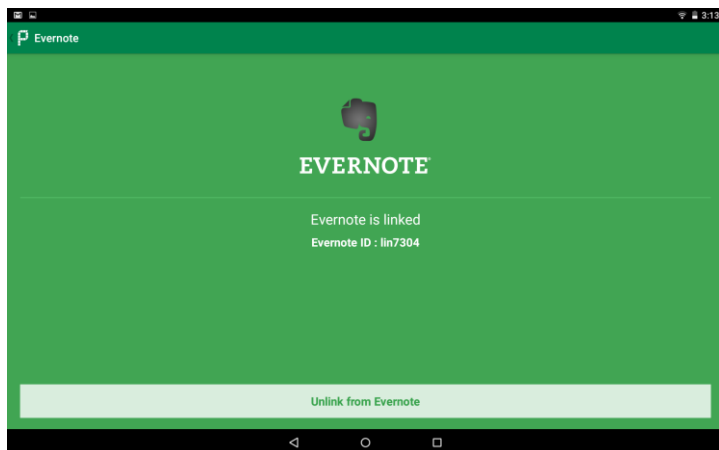 3:13
Evernote
EVERNOTE
Evernote is linked
Evernote ID : lin7304
Unlink from Evernote